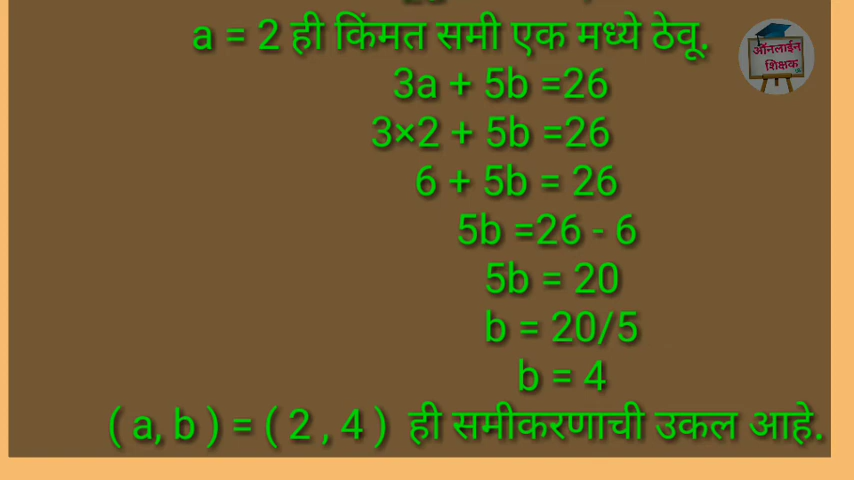 a = 2 ही किंमत समी एक मध्ये ठेवू.
ऑनलाईन
शिक्षक
3a + 5b =26
3×2 + 5b =26
6 + 5b = 26
5b =26 - 6
5b = 20
b = 20/5
b = 4
( a, b ) = ( 2 , 4 ) ही समीकरणाची उकल आहे.